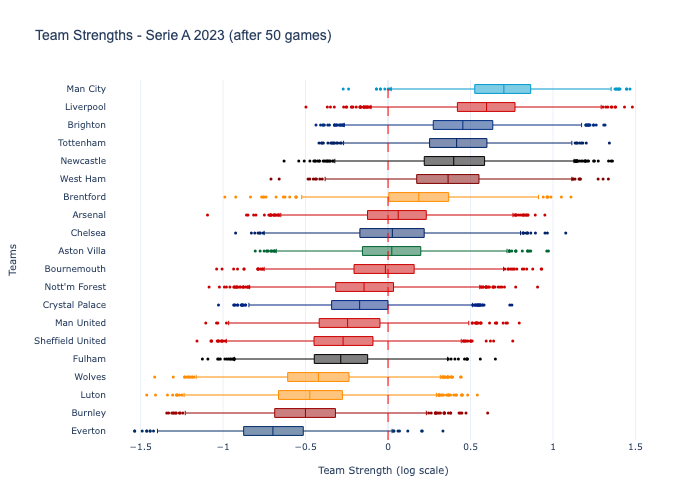 Team Strengths - Serie A 2023 (after 50 games)
Man City
Liverpool
Brighton
Tottenham
Newcastle
West Ham
Brentford
Arsenal
Chelsea
Aston Villa
Bournemouth
Nott'm Forest
Crystal Palace
Man United
Sheffield United
Fulham
Wolves
Luton
Burnley
Everton
Teams
−1.5 −1 −0.5 0 0.5 1 1.5
Team Strength (log scale)